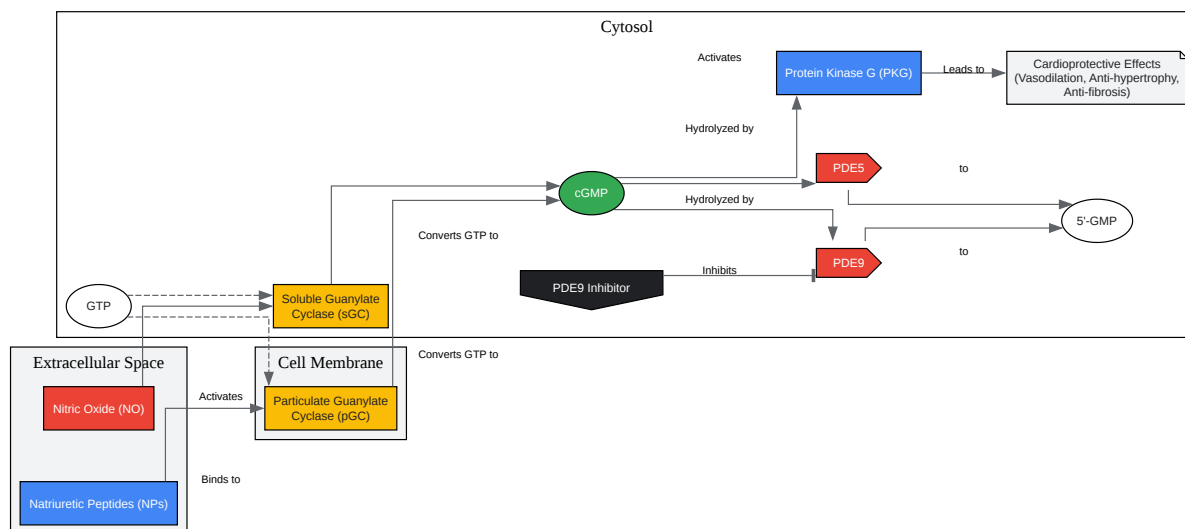 Cytosol
Activates
Protein Kinase G (PKG)
Leads to
Cardioprotective Effects
(Vasodilation, Anti-hypertrophy,
Anti-fibrosis)
Hydrolyzed by
PDE5
to
cGMP
Hydrolyzed by
5'-GMP
Converts GTP to
to
PDE9
Inhibits
PDE9 Inhibitor
GTP
Soluble Guanylate
Cyclase (sGC)
Extracellular Space
Cell Membrane
Converts GTP to
Nitric Oxide (NO)
Activates
Particulate Guanylate
Cyclase (pGC)
Binds to
Natriuretic Peptides (NPs)